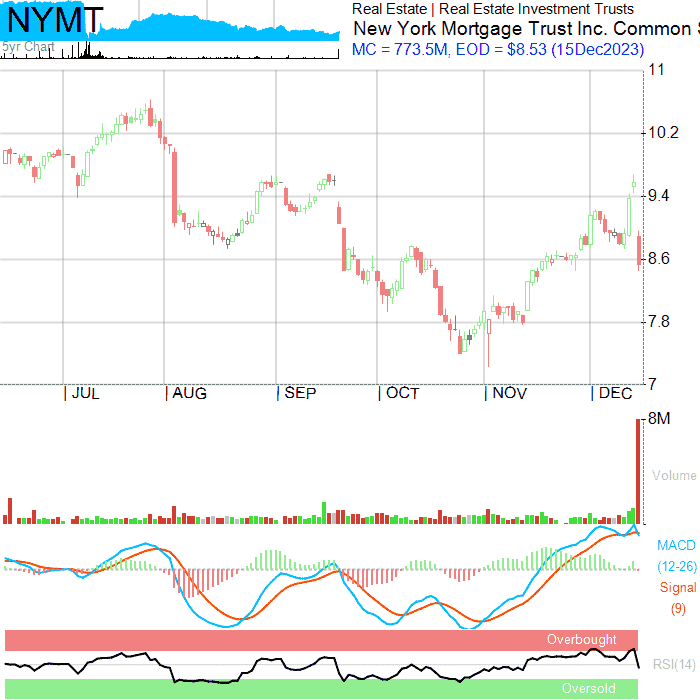 NYMT
5yr Chart
Real Estate | Real Estate Investment Trusts
New York Mortgage Trust Inc. Common S
MC = 773.5M, EOD = $8.53 (15Dec2023)
11
10.2
9.4
8.6
7.8
7
JUL AUG SEP OCT NOV DEC
8M
Volume
MACD
(12-26)
Signal
(9)
Overbought
RSI(14)
Oversold